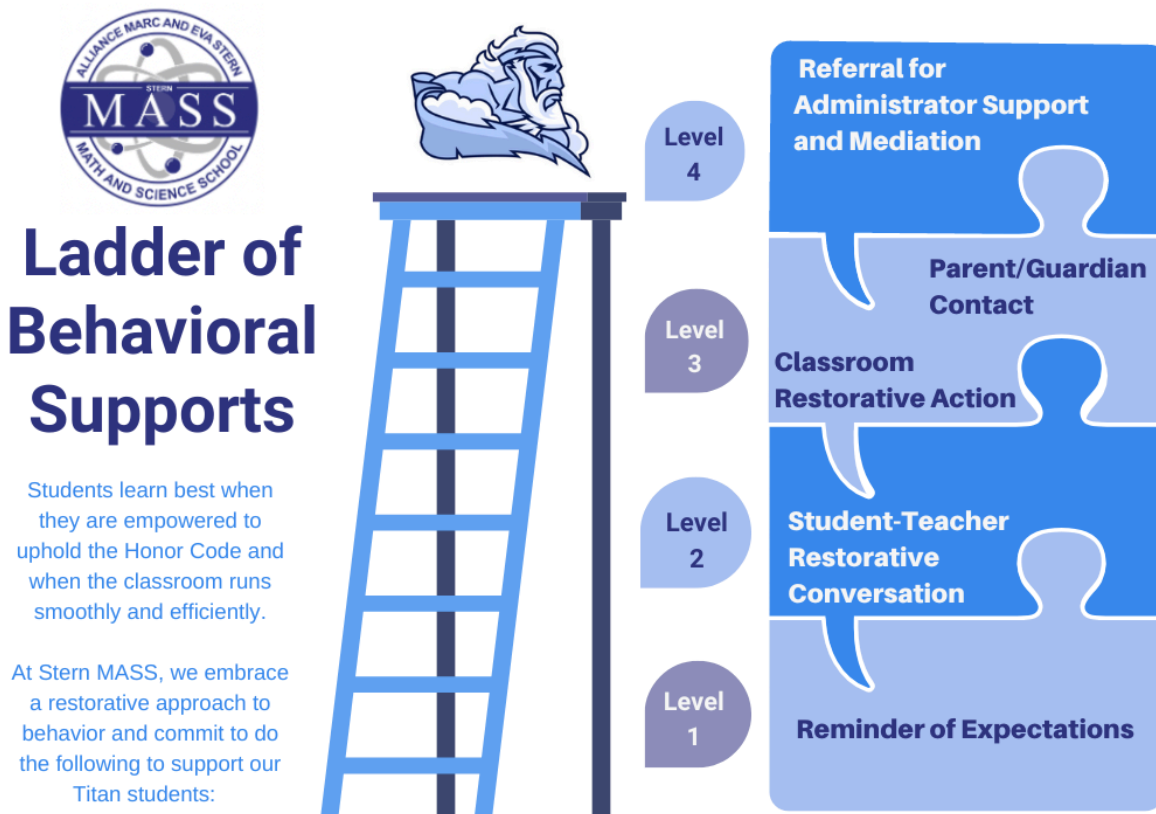 ALLIANCE MARC AND EVA STERN
STERN
MASS
MATH AND SCIENCE SCHOOL
Ladder of
Behavioral
Supports
Students learn best when
they are empowered to
uphold the Honor Code and
when the classroom runs
smoothly and efficiently.
At Stern MASS, we embrace
a restorative approach to
behavior and commit to do
the following to support our
Titan students:
Level
4
Referral for
Administrator Support
and Mediation
Level
3
Parent/Guardian
Contact
Classroom
Restorative Action
Level
2
Student-Teacher
Restorative
Conversation
Level
1
Reminder of Expectations